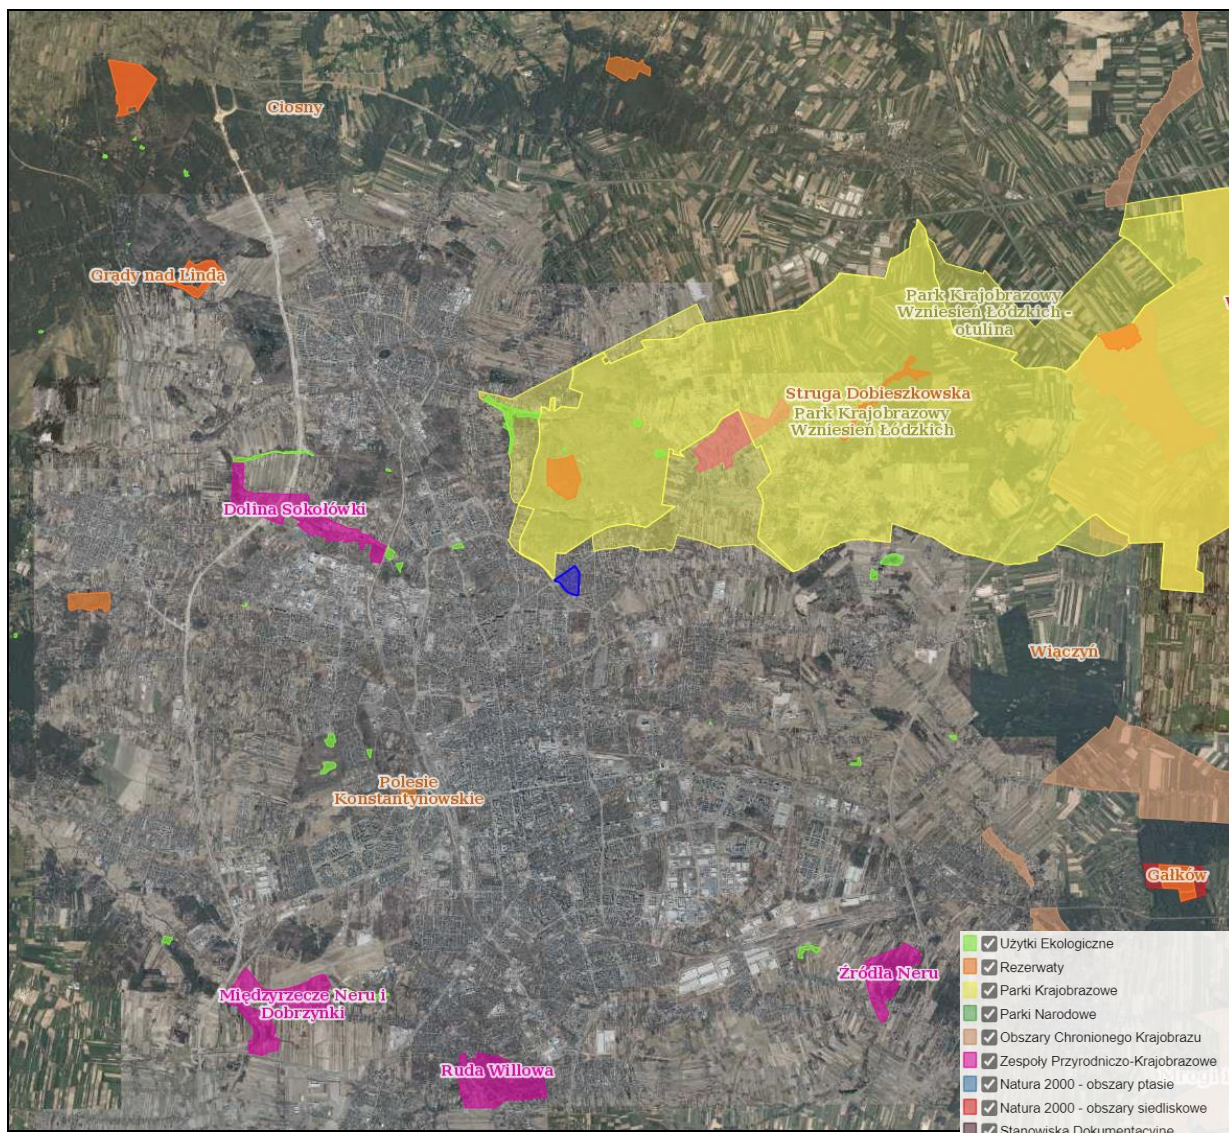 Ciosny
Grądy nad Lindą
Park Krajobrazowy
Wzniesień Łódzkich -
otulina
Struga Dobieszkowska
Park Krajobrazowy
Wzniesień Łódzkich
Dolina Sokołówki
Wiączyń
Polesie
Konstantynowskie
Gałków
Źródła Neru
Międzyrzecze Neru i
Dobrzynki
Ruda Willowa
Użytki Ekologiczne
Rezerwaty
Parki Krajobrazowe
Parki Narodowe
Obszary Chronionego Krajobrazu
Zespoły Przyrodniczo-Krajobrazowe
Natura 2000 - obszary ptasie
Natura 2000 - obszary siedliskowe
Stanowiska Dokumentacyjne